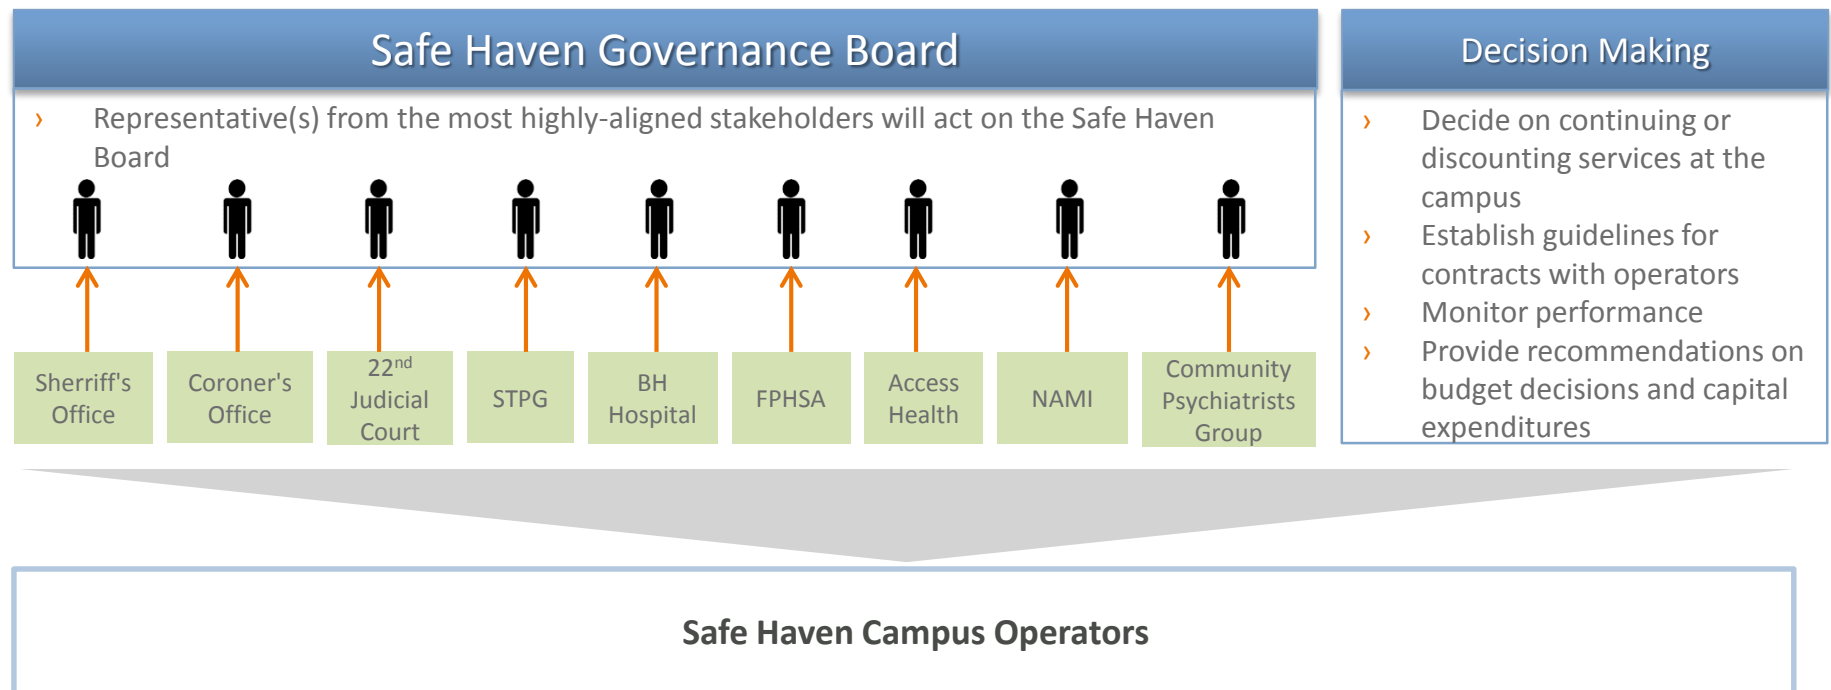 Safe Haven Governance Board
› Representative(s) from the most highly-aligned stakeholders will act on the Safe Haven
Board
Sherriff's
Office
Coroner's
Office
22nd
Judicial
Court
STPG
BH
Hospital
FPHSA
Access
Health
NAMI
Community
Psychiatrists
Group
Decision Making
› Decide on continuing or
discounting services at the
campus
› Establish guidelines for
contracts with operators
› Monitor performance
› Provide recommendations on
budget decisions and capital
expenditures
Safe Haven Campus Operators